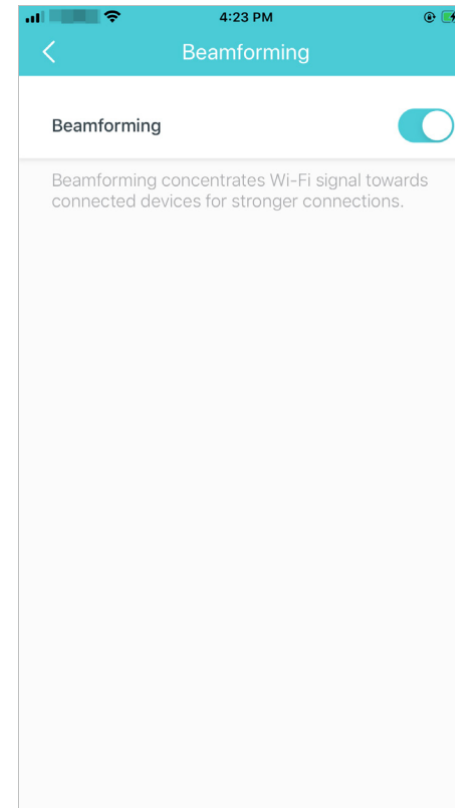 4:23 PM
Beamforming
Beamforming
Beamforming concentrates Wi-Fi signal towards
connected devices for stronger connections.